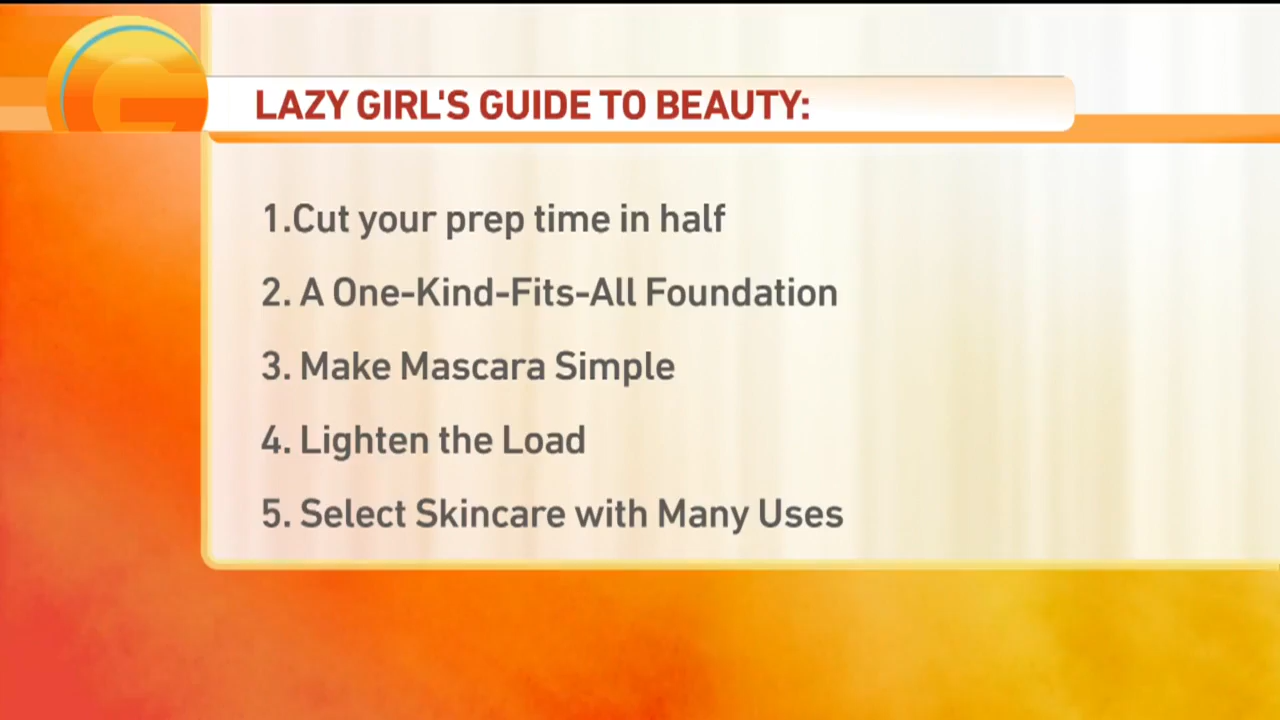 LAZY GIRL'S GUIDE TO BEAUTY:
1.Cut your prep time in half
2. A One-Kind-Fits-All Foundation
3. Make Mascara Simple
4. Lighten the Load
5. Select Skincare with Many Uses